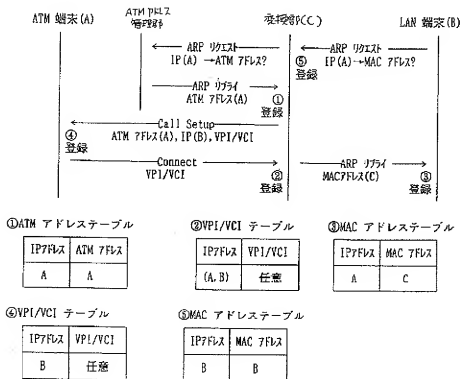 ATM 端末(A)
ATM アドレス
管理部
変換部(C)
LAN 端末(B)
ARP リクエスト
IP(A) →ATM アドレス?
ARP リクエスト
⑤ IP(A)→MAC アドレス?
登録
ARP リプライ
ATM アドレス(A) ①
登録
Call Setup
④ ATM アドレス(A), IP(B), VPI/VCI
登録
Connect
VPI/VCI ②
登録
ARP リプライ
MACアドレス(C) ③
登録
①ATM アドレステーブル
IPアドレス ATM アドレス
A A
②VPI/VCI テーブル
IPアドレス VPI/VCI
(A, B) 任意
③MAC アドレステーブル
IPアドレス MAC アドレス
A C
④VPI/VCI テーブル
IPアドレス VPI/VCI
B 任意
⑤MAC アドレステーブル
IPアドレス MAC アドレス
B B